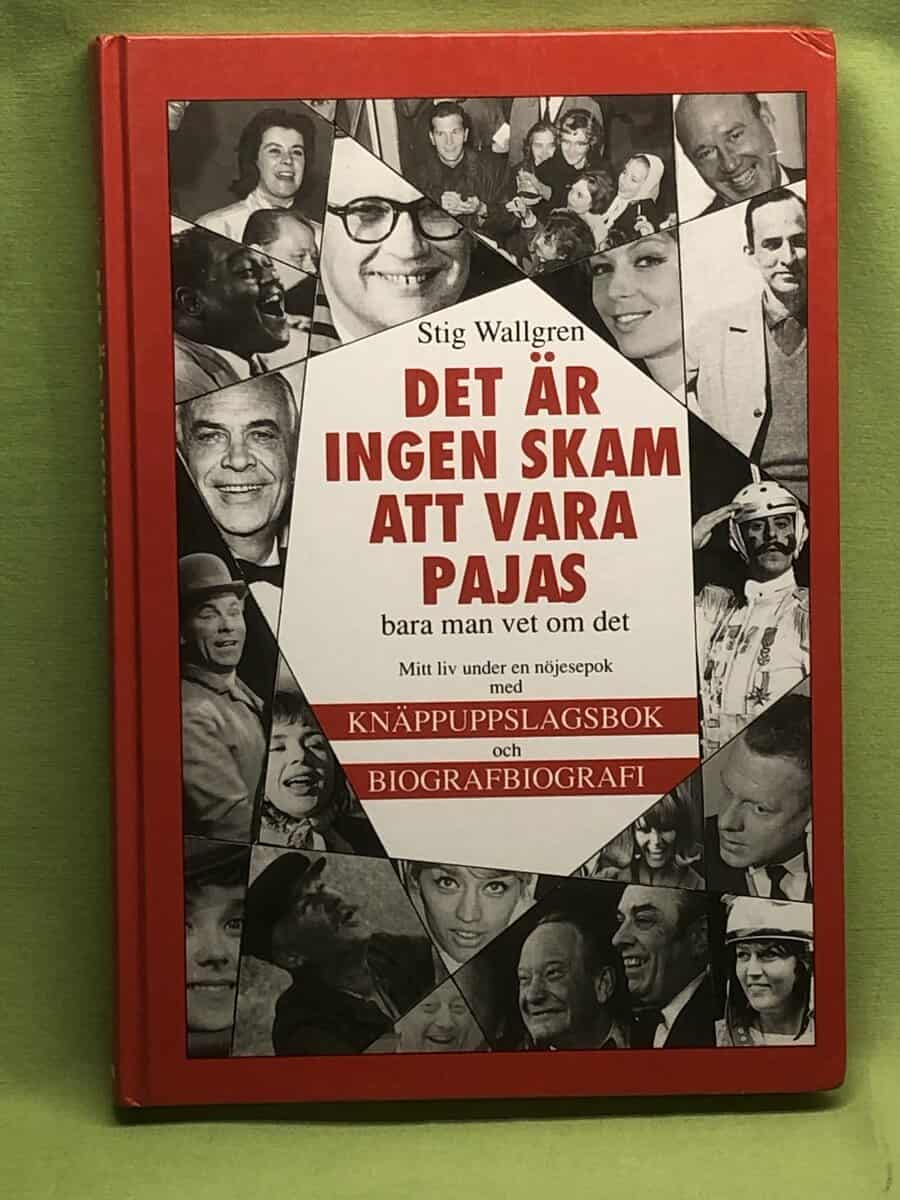 Stig Wallgren
DET ÄR
INGEN SKAM
ATT VARA
PAJAS
bara man vet om det
Mitt liv under en nöjesepok
med
KNÄPPUPPSLAGSBOK
och
BIOGRAFBIOGRAFI